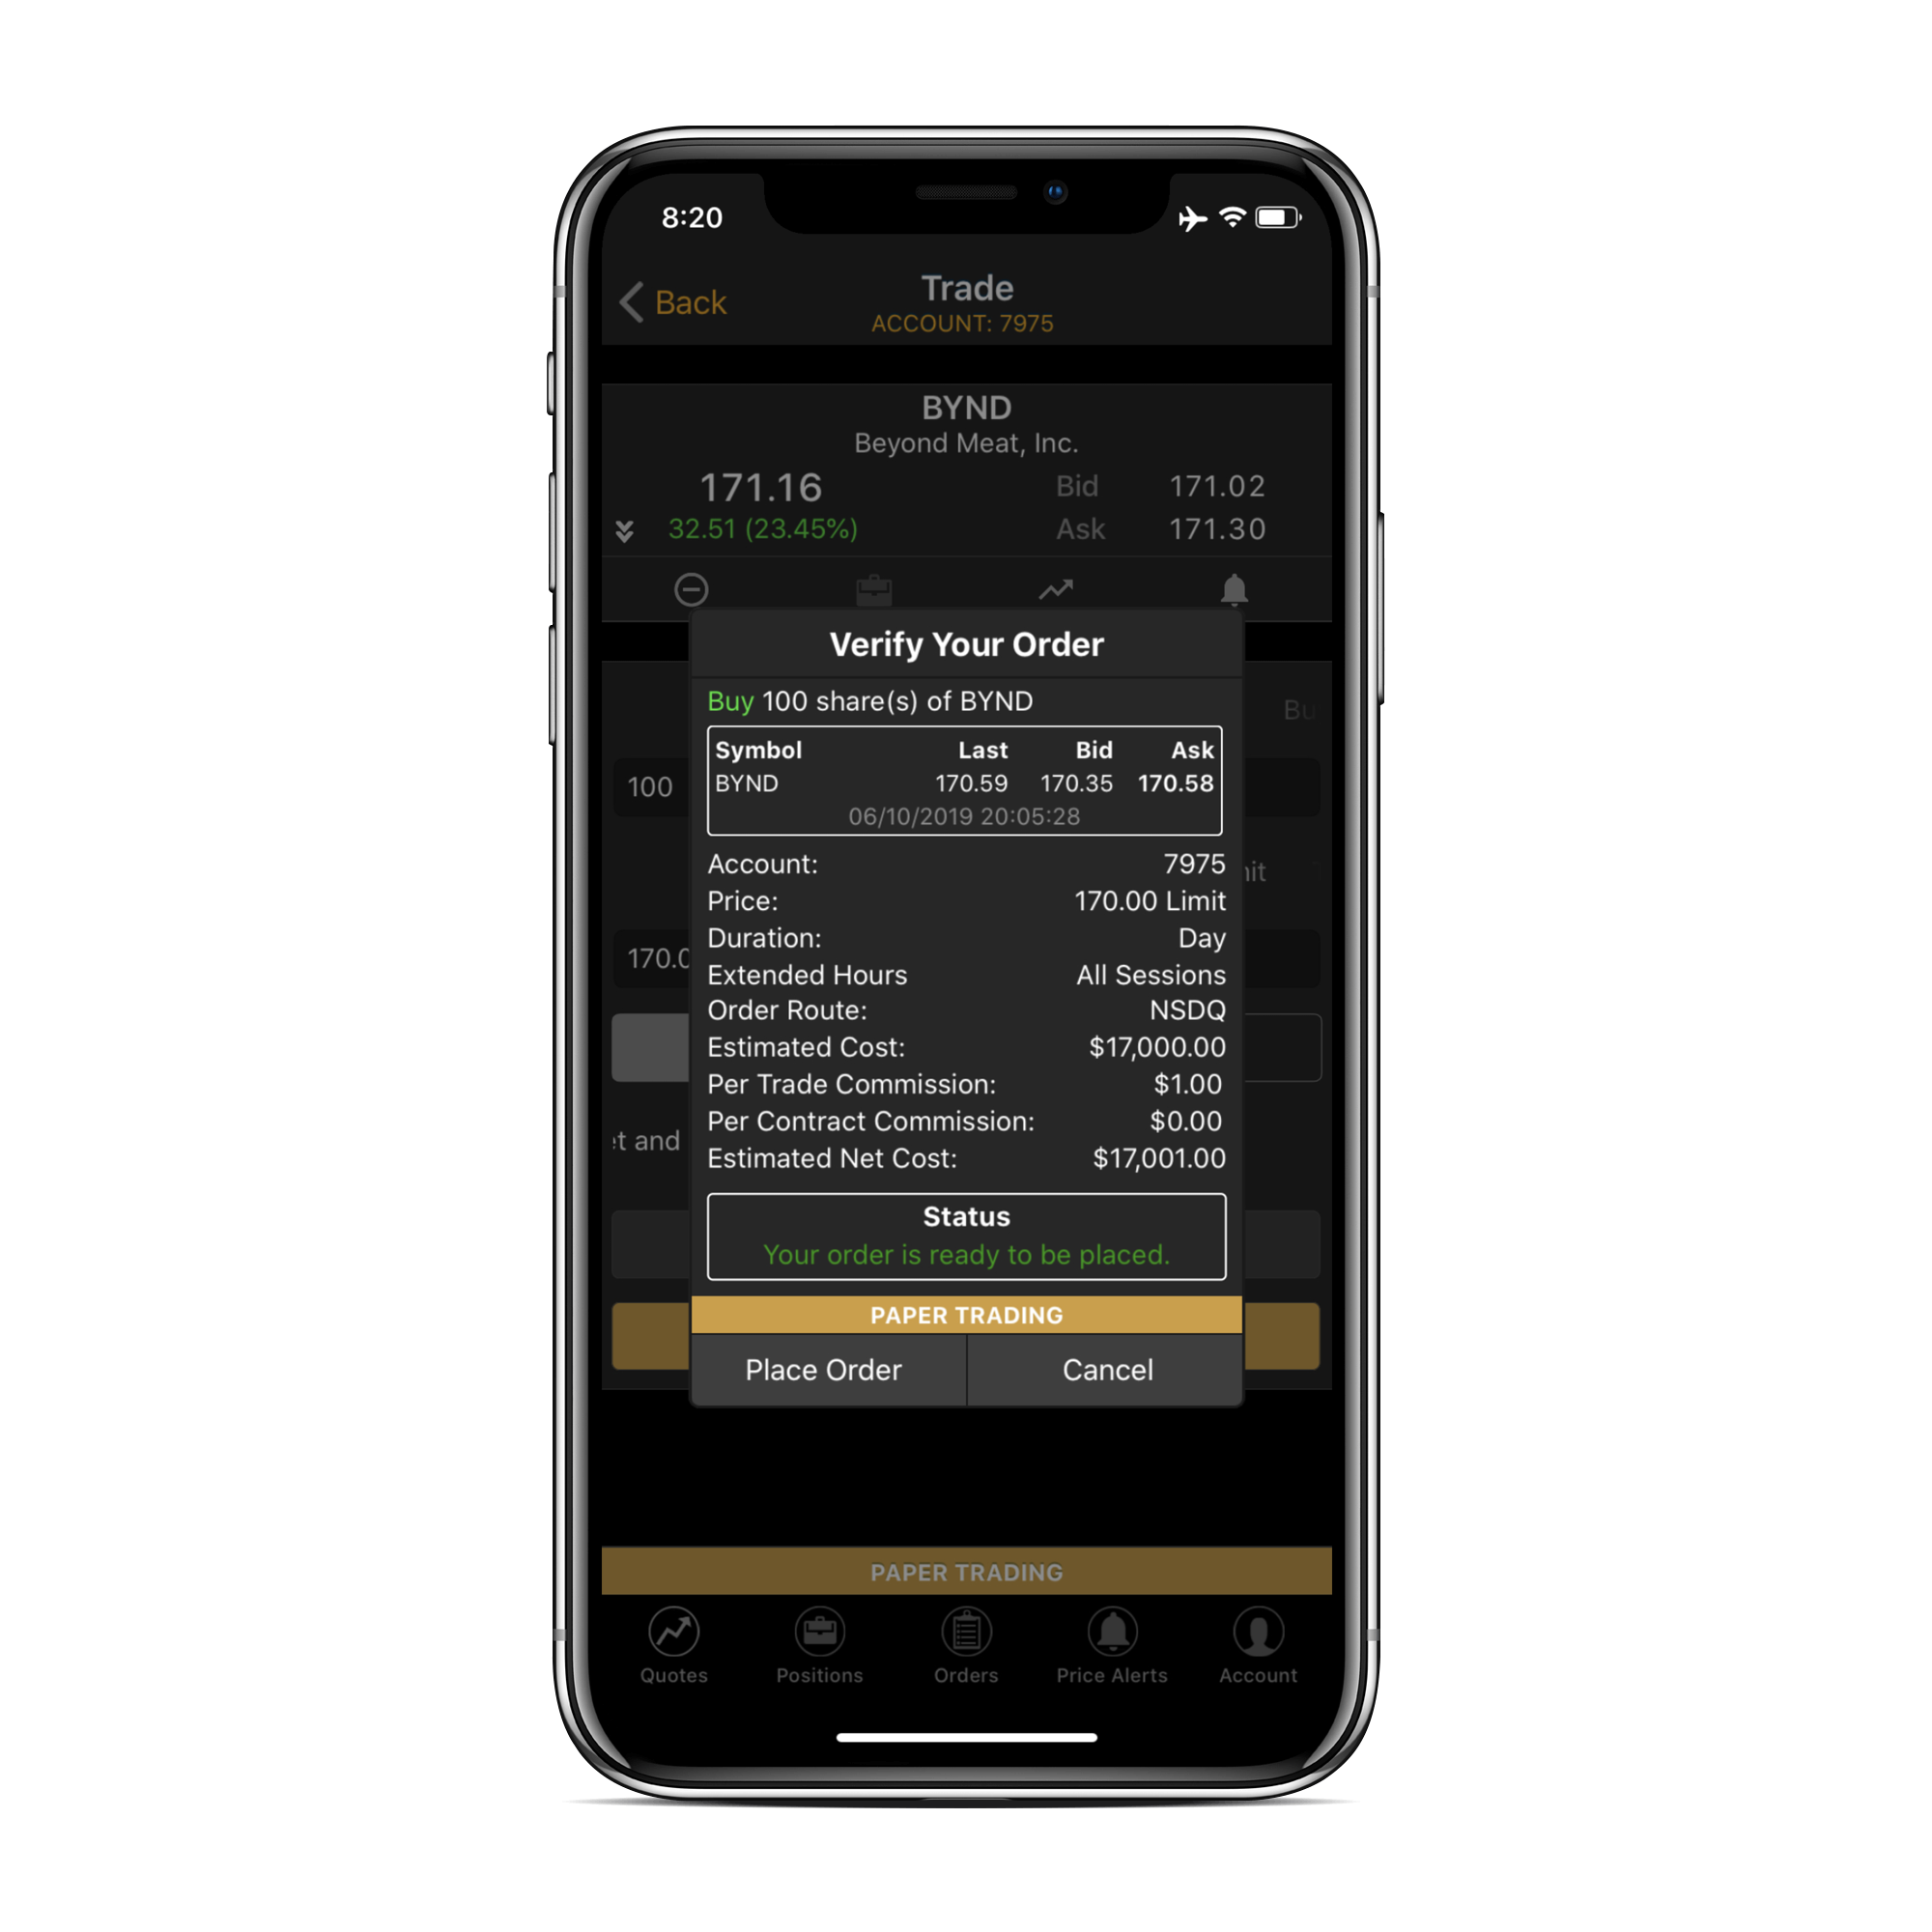 8:20
Back
Trade
ACCOUNT: 7975
BYND
Beyond Meat, Inc.
171.16 Bid 171.02
32.51 (23.45%) Ask 171.30
Verify Your Order
Buy 100 share(s) of BYND
Bu
Symbol Last Bid Ask
BYND 170.59 170.35 170.58
06/10/2019 20:05:28
100
Account: 7975
Price: 170.00 Limit
Duration: Day
170.0
Extended Hours All Sessions
Order Route: NSDQ
Estimated Cost: $17,000.00
Per Trade Commission: $1.00
Per Contract Commission: $0.00
and
Estimated Net Cost: $17,001.00
Status
Your order is ready to be placed.
PAPER TRADING
Place Order Cancel
PAPER TRADING
Quotes Positions Orders Price Alerts Account